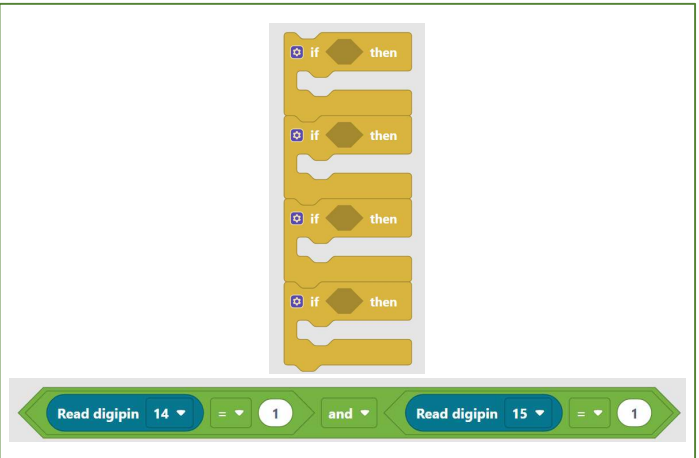 if then
if then
if then
if then
Read digipin 14 = 1 and Read digipin 15 = 1